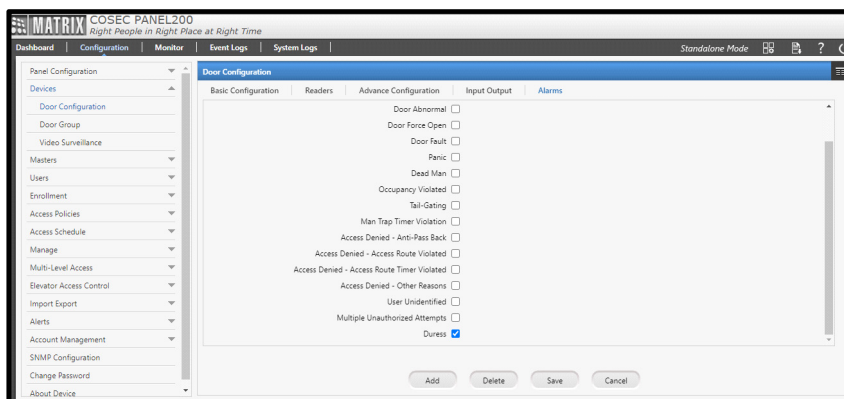 MATRIX COSEC PANEL200
Right People in Right Place at Right Time
Dashboard Configuration Monitor Event Logs System Logs Standalone Mode ?
Panel Configuration
Devices
Door Configuration
Door Group
Video Surveillance
Masters
Users
Enrollment
Access Policies
Access Schedule
Manage
Multi-Level Access
Elevator Access Control
Import Export
Alerts
Account Management
SNMP Configuration
Change Password
About Device
Door Configuration
Basic Configuration Readers Advance Configuration Input Output Alarms
Door Abnormal
Door Force Open
Door Fault
Panic
Dead Man
Occupancy Violated
Tail-Gating
Man Trap Timer Violation
Access Denied - Anti-Pass Back
Access Denied - Access Route Violated
Access Denied - Access Route Timer Violated
Access Denied - Other Reasons
User Unidentified
Multiple Unauthorized Attempts
Duress
Add Delete Save Cancel